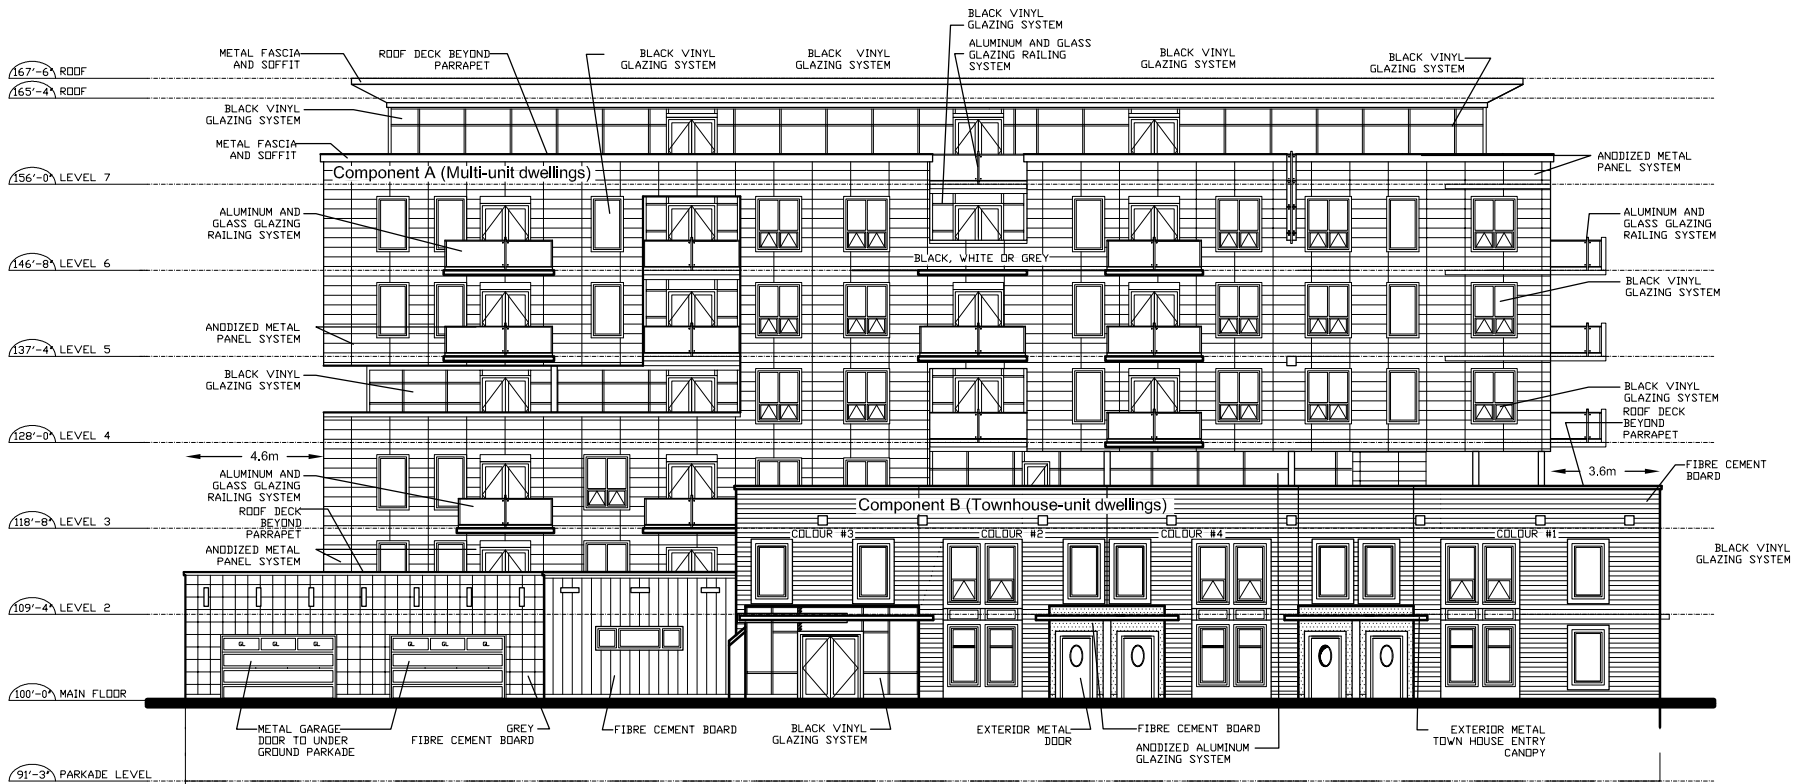 BLACK VINYL
GLAZING SYSTEM
METAL FASCIA
AND SOFFIT
ROOF DECK BEYOND
PARRAPET
BLACK VINYL
GLAZING SYSTEM
BLACK VINYL
GLAZING SYSTEM
ALUMINUM AND GLASS
GLAZING RAILING
SYSTEM
BLACK VINYL
GLAZING SYSTEM
BLACK VINYL
GLAZING SYSTEM
167'-6" ROOF
165'-4" ROOF
BLACK VINYL
GLAZING SYSTEM
METAL FASCIA
AND SOFFIT
ANODIZED METAL
PANEL SYSTEM
Component A (Multi-unit dwellings)
156'-0" LEVEL 7
ALUMINUM AND
GLASS GLAZING
RAILING SYSTEM
BLACK VINYL
GLAZING SYSTEM
ALUMINUM AND
GLASS GLAZING
RAILING SYSTEM
146'-8" LEVEL 6
BLACK, WHITE OR GREY
BLACK VINYL
GLAZING SYSTEM
ANODIZED METAL
PANEL SYSTEM
137'-4" LEVEL 5
BLACK VINYL
GLAZING SYSTEM
BLACK VINYL
GLAZING SYSTEM
ROOF DECK
BEYOND
PARRAPET
128'-0" LEVEL 4
4.6m
3.6m
FIBRE CEMENT
BOARD
ALUMINUM AND
GLASS GLAZING
RAILING SYSTEM
ROOF DECK
BEYOND
PARRAPET
Component B (Townhouse-unit dwellings)
118'-8" LEVEL 3
COLOUR #3
COLOUR #2
COLOUR #4
COLOUR #1
ANODIZED METAL
PANEL SYSTEM
BLACK VINYL
GLAZING SYSTEM
109'-4" LEVEL 2
GL
GL
GL
GL
GL
GL
100'-0" MAIN FLOOR
METAL GARAGE
DOOR TO UNDER
GROUND PARKADE
GREY
FIBRE CEMENT BOARD
FIBRE CEMENT BOARD
BLACK VINYL
GLAZING SYSTEM
EXTERIOR METAL
DOOR
FIBRE CEMENT BOARD
ANODIZED ALUMINUM
GLAZING SYSTEM
EXTERIOR METAL
TOWN HOUSE ENTRY
CANOPY
91'-3" PARKADE LEVEL